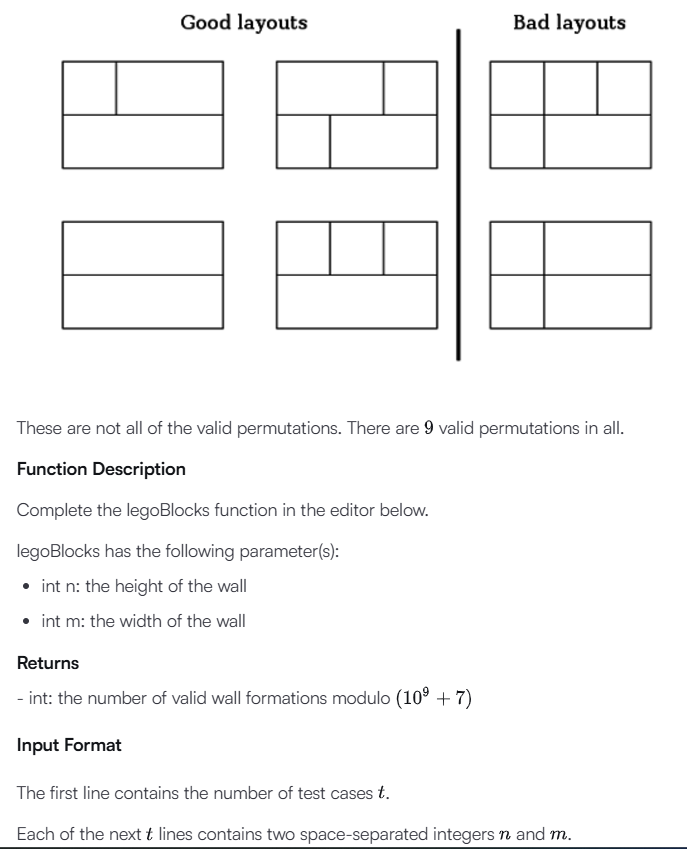 Good layouts
Bad layouts
These are not all of the valid permutations. There are 9 valid permutations in all.
Function Description
Complete the legoBlocks function in the editor below.
legoBlocks has the following parameter(s):
• int n: the height of the wall
• int m: the width of the wall
Returns
- int: the number of valid wall formations modulo (10⁹ + 7)
Input Format
The first line contains the number of test cases t.
Each of the next t lines contains two space-separated integers n and m.